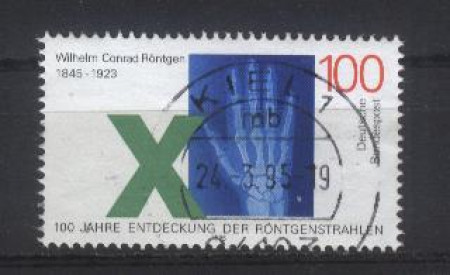 Wilhelm Conrad Röntgen
1845 - 1923
100
Deutsche
Bundespost
X
KIEL 1
mb
24.-3.95-19
100 JAHRE ENTDECKUNG DER RÖNTGENSTRAHLEN